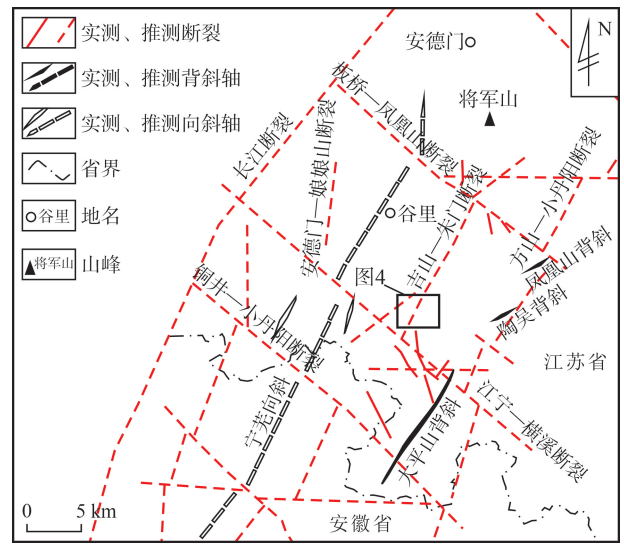 实测、推测断裂
实测、推测背斜轴
实测、推测向斜轴
省界
谷里 地名
将军山 山峰
N
安德门
将军山
板桥—凤凰山断裂
长江断裂
安德门—娘娘山断裂
谷里
吉山—朱门断裂
方山—小丹阳断裂
凤凰山背斜
陶吴背斜
图4
铜井—小丹阳断裂
江苏省
宁芜向斜
太平山背斜
江宁—横溪断裂
安徽省
0 5 km